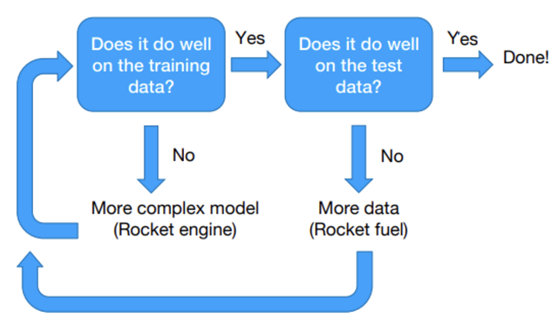 Does it do well
on the training
data?
Yes
Does it do well
on the test
data?
Yes
Done!
No
No
More complex model
(Rocket engine)
More data
(Rocket fuel)